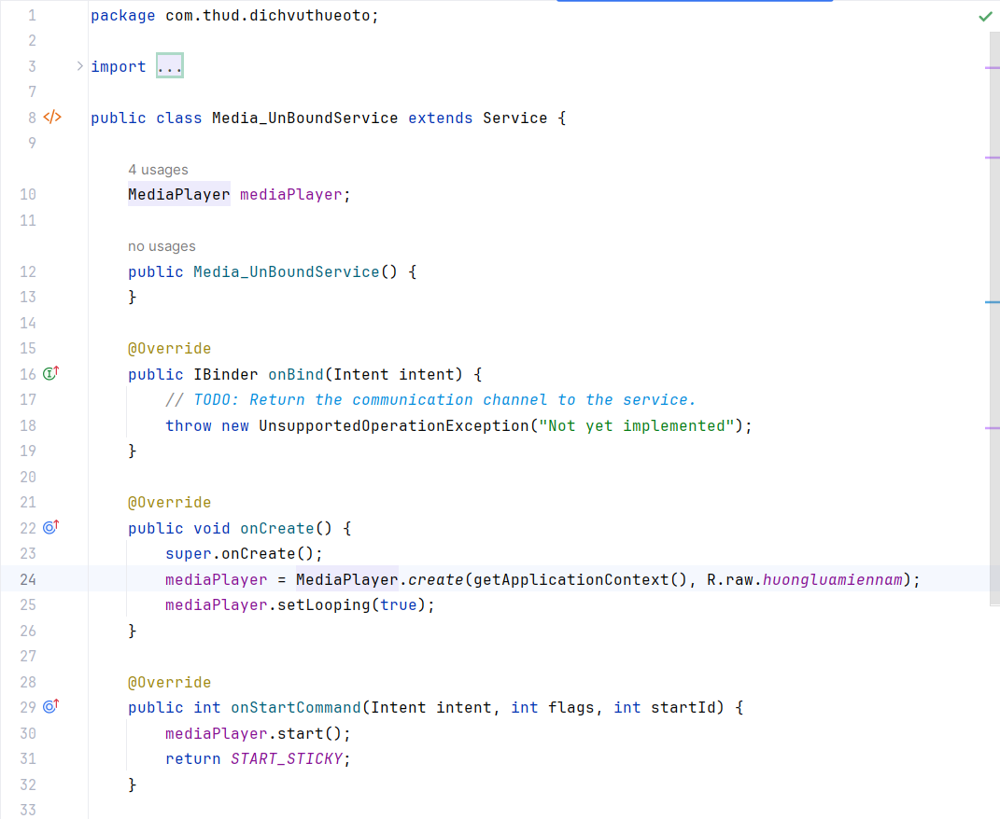 1 package com.thud.dichvuthueoto;
2
3 import ...
7
8 public class Media_UnBoundService extends Service {
9
4 usages
10 MediaPlayer mediaPlayer;
11
no usages
12 public Media_UnBoundService() {
13 }
14
15 @Override
16 public IBinder onBind(Intent intent) {
17 // TODO: Return the communication channel to the service.
18 throw new UnsupportedOperationException("Not yet implemented");
19 }
20
21 @Override
22 public void onCreate() {
23 super.onCreate();
24 mediaPlayer = MediaPlayer.create(getApplicationContext(), R.raw.huongluamiennam);
25 mediaPlayer.setLooping(true);
26 }
27
28 @Override
29 public int onStartCommand(Intent intent, int flags, int startId) {
30 mediaPlayer.start();
31 return START_STICKY;
32 }
33